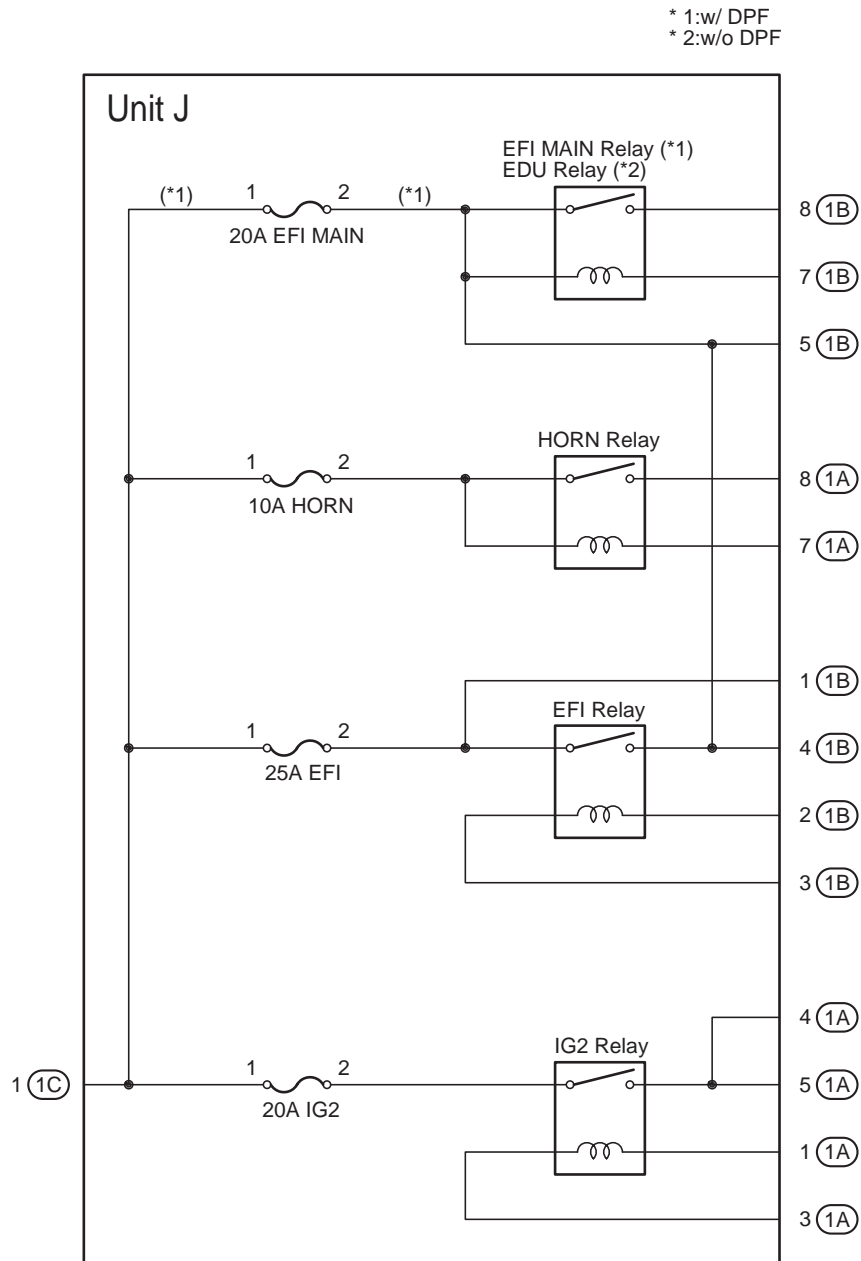 * 1:w/ DPF
* 2:w/o DPF
Unit J
EFI MAIN Relay (*1)
EDU Relay (*2)
(*1) 1 2 (*1)
20A EFI MAIN
8 1B
7 1B
5 1B
HORN Relay
1 2
10A HORN
8 1A
7 1A
1 1B
EFI Relay
1 2
25A EFI
4 1B
2 1B
3 1B
4 1A
IG2 Relay
1 1C
1 2
20A IG2
5 1A
1 1A
3 1A